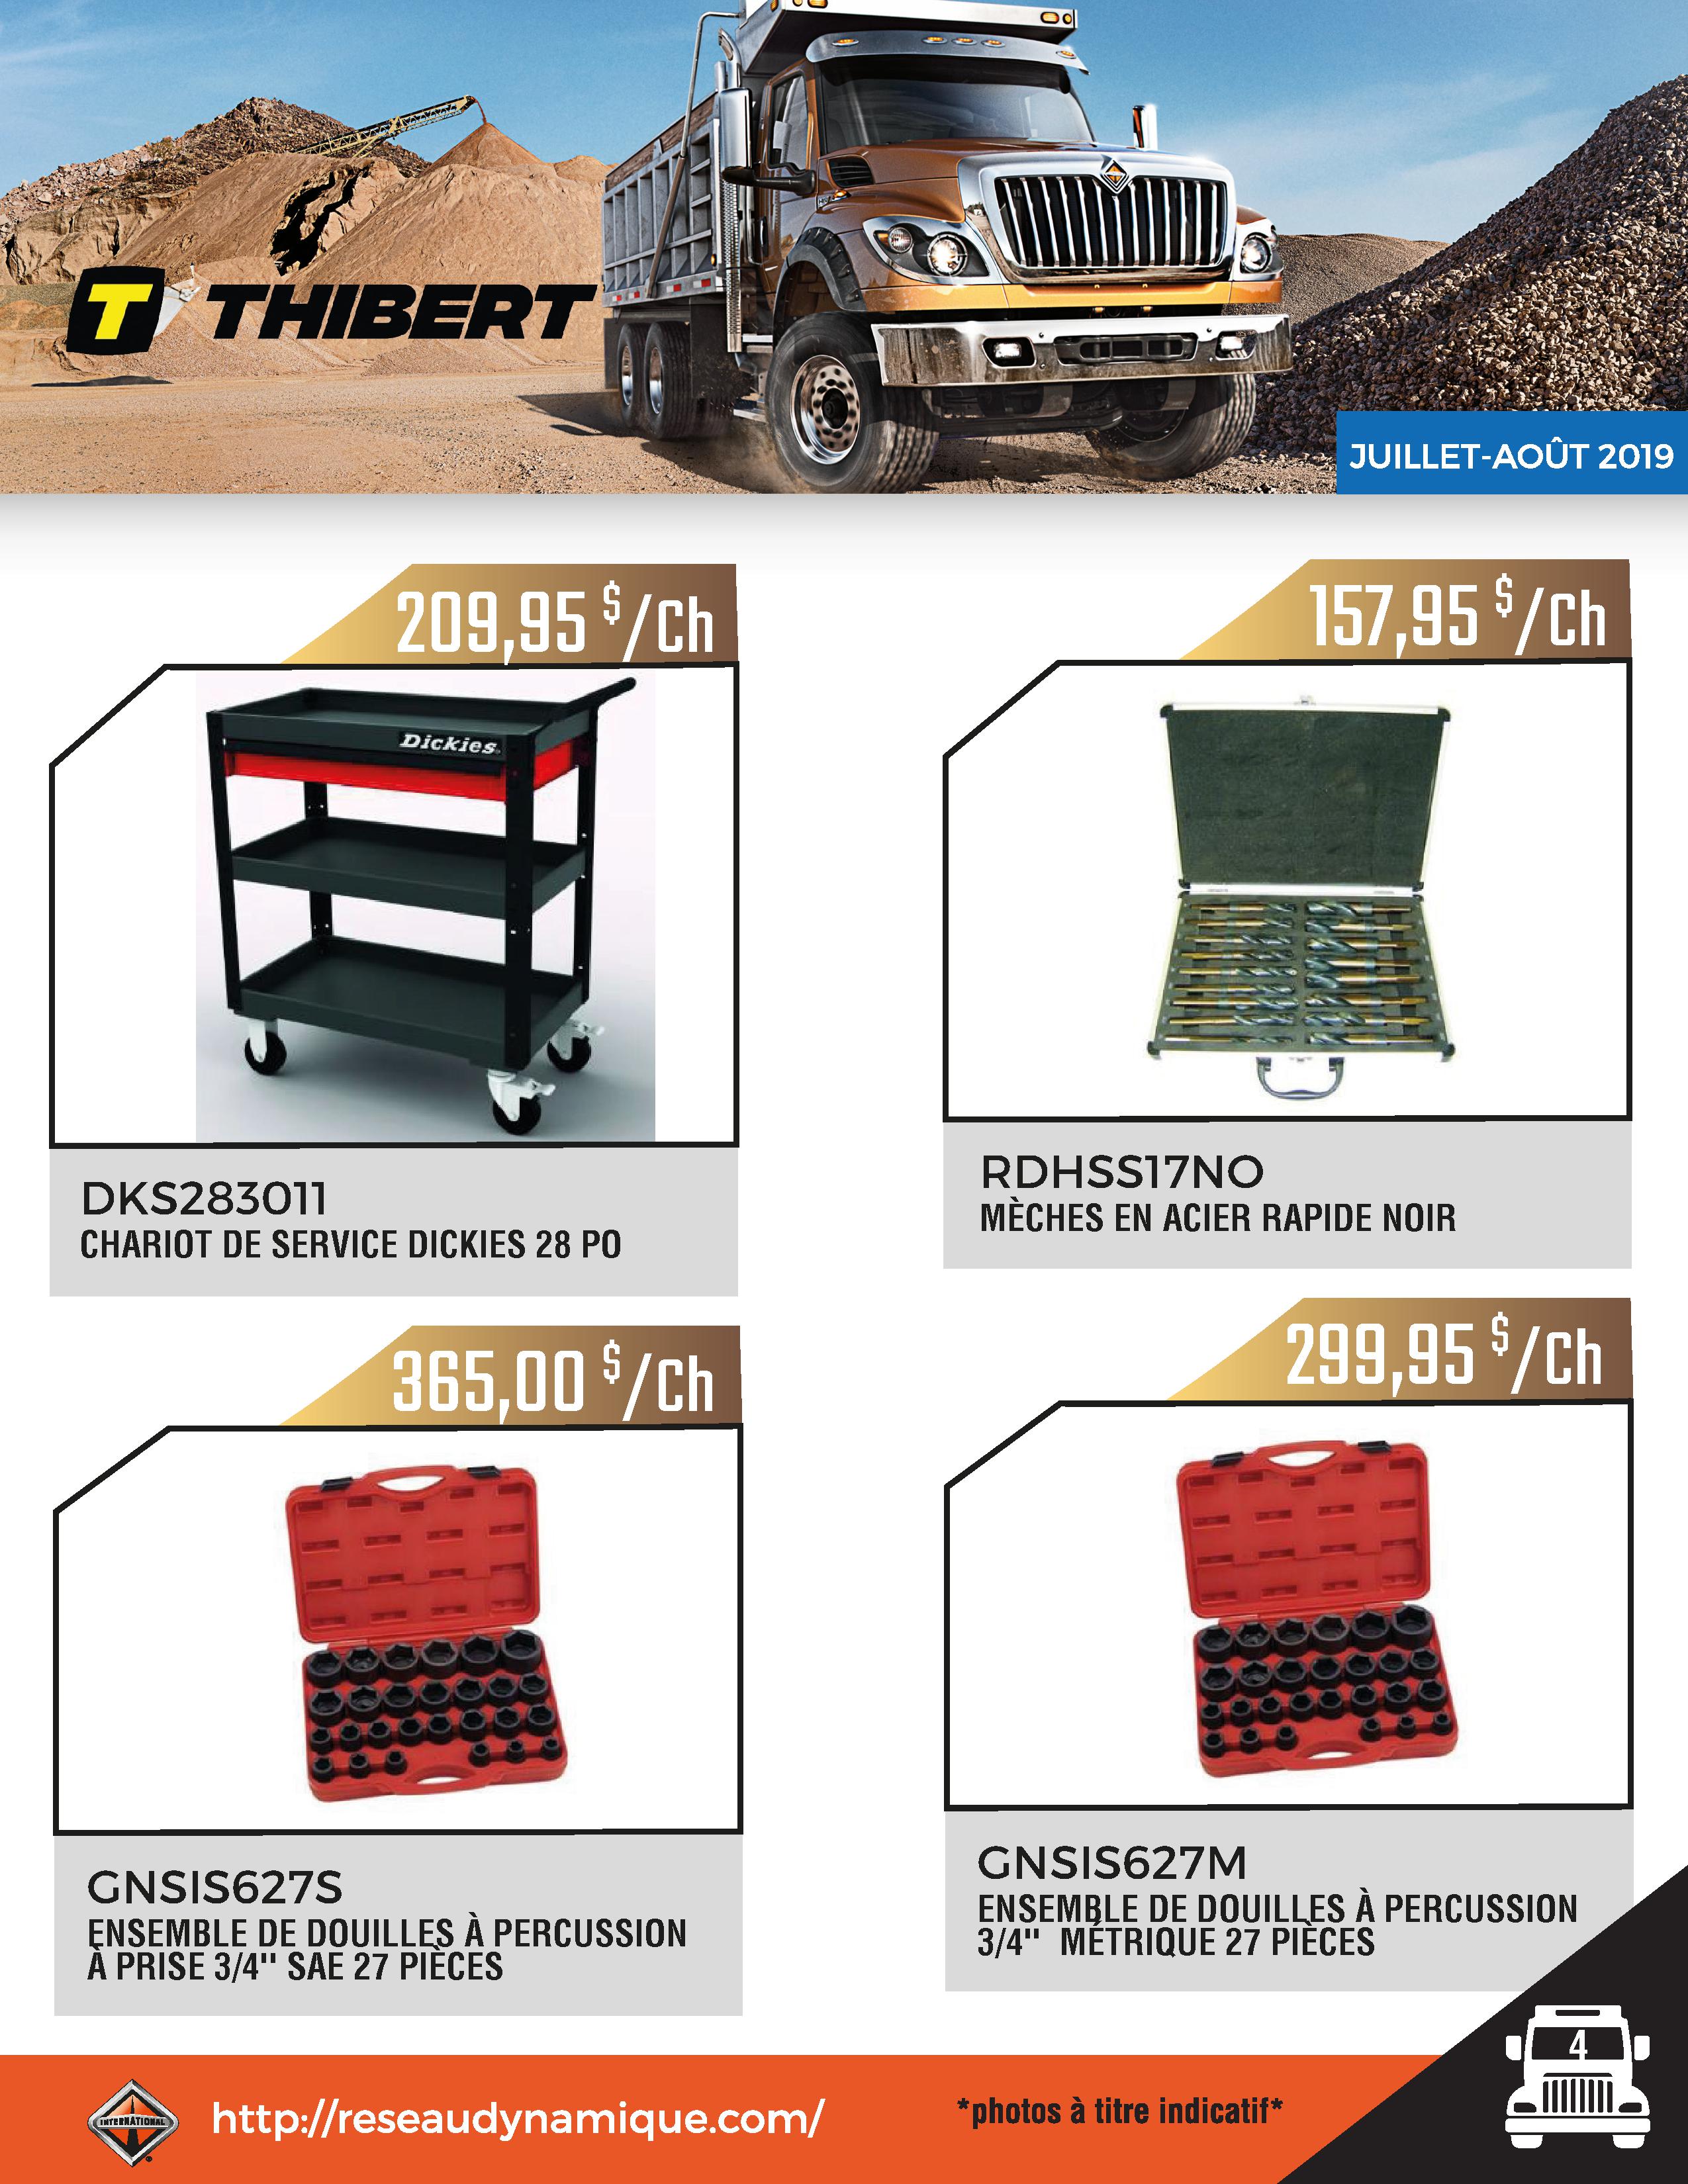 T THIBERT
JUILLET-AOÛT 2019
209,95 $/Ch
Dickies
DKS283011
CHARIOT DE SERVICE DICKIES 28 PO
157,95 $/Ch
RDHSS17NO
MÈCHES EN ACIER RAPIDE NOIR
365,00 $/Ch
GNSIS627S
ENSEMBLE DE DOUILLES À PERCUSSION
À PRISE 3/4" SAE 27 PIÈCES
299,95 $/Ch
GNSIS627M
ENSEMBLE DE DOUILLES À PERCUSSION
3/4" MÉTRIQUE 27 PIÈCES
4
INTERNATIONAL
http://reseaudynamique.com/
*photos à titre indicatif*